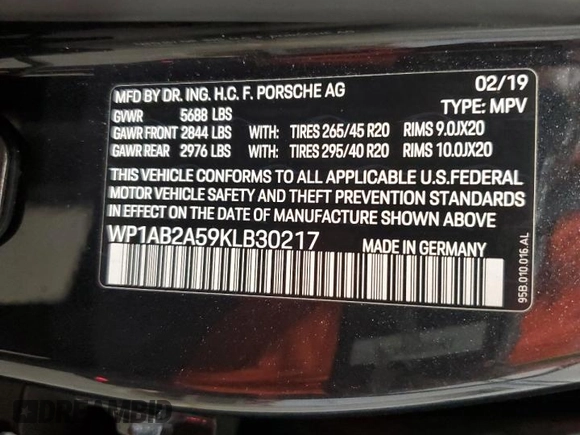 MFD BY DR. ING. H.C. F. PORSCHE AG 02/19
GVWR 5688 LBS TYPE: MPV
GAWR FRONT 2844 LBS WITH: TIRES 265/45 R20 RIMS 9.0JX20
GAWR REAR 2976 LBS WITH: TIRES 295/40 R20 RIMS 10.0JX20
THIS VEHICLE CONFORMS TO ALL APPLICABLE U.S.FEDERAL
MOTOR VEHICLE SAFETY AND THEFT PREVENTION STANDARDS
IN EFFECT ON THE DATE OF MANUFACTURE SHOWN ABOVE
WP1AB2A59KLB30217 MADE IN GERMANY
95B.010.016.AL
DREAMBID